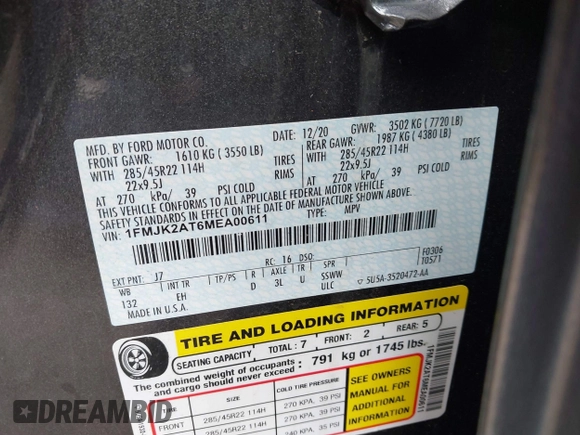 MFD. BY FORD MOTOR CO.
DATE: 12/20 GVWR: 3502 KG ( 7720 LB)
FRONT GAWR: 1610 KG ( 3550 LB) REAR GAWR: 1987 KG ( 4380 LB)
WITH 285/45R22 114H TIRES WITH 285/45R22 114H TIRES
22x9.5J RIMS 22x9.5J RIMS
AT 270 kPa/ 39 PSI COLD AT 270 kPa/ 39 PSI COLD
THIS VEHICLE CONFORMS TO ALL APPLICABLE FEDERAL MOTOR VEHICLE
SAFETY STANDARDS IN EFFECT ON THE DATE OF MANUFACTURE SHOWN ABOVE.
VIN: 1FMJK2AT6MEA00611 TYPE: MPV
F0306
T0571
EXT PNT: J7 RC: 16 DSO:
WB INT TR TP/PS R AXLE TR SPR
132 EH D 3L U SSWW
MADE IN U.S.A. ULC SU5A-3520472-AA
TIRE AND LOADING INFORMATION
SEATING CAPACITY TOTAL: 7 FRONT: 2 REAR: 5
The combined weight of occupants
and cargo should never exceed: 791 kg or 1745 lbs.
TIRE SIZE COLD TIRE PRESSURE
FRONT 285/45R22 114H 270 KPA, 39 PSI
285/45R22 114H 270 KPA, 39 PSI
240 KPA, 35 PSI
SEE OWNERS
MANUAL FOR
ADDITIONAL
INFORMATION
1FMJK2AT6MEA00611
DREAMBID